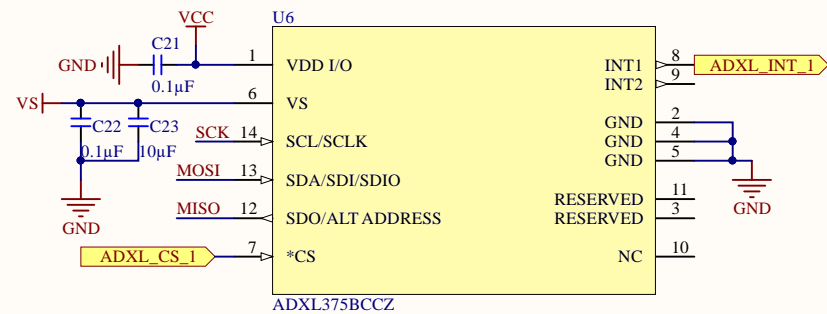 U6
VCC
C21
GND
0.1µF
1
VDD I/O
INT1
8
ADXL_INT_1
INT2
9
VS
6
VS
C22
C23
0.1µF
10µF
GND
2
GND
4
GND
5
SCK
14
SCL/SCLK
MOSI
13
SDA/SDI/SDIO
RESERVED
11
RESERVED
3
GND
MISO
12
SDO/ALT ADDRESS
GND
ADXL_CS_1
7
*CS
NC
10
ADXL375BCCZ